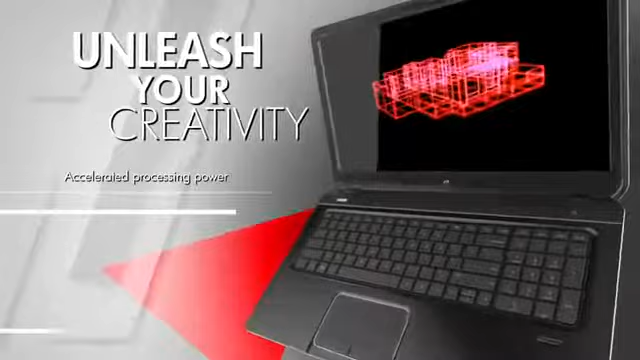 UNLEASH
YOUR
CREATIVITY
Accelerated processing power